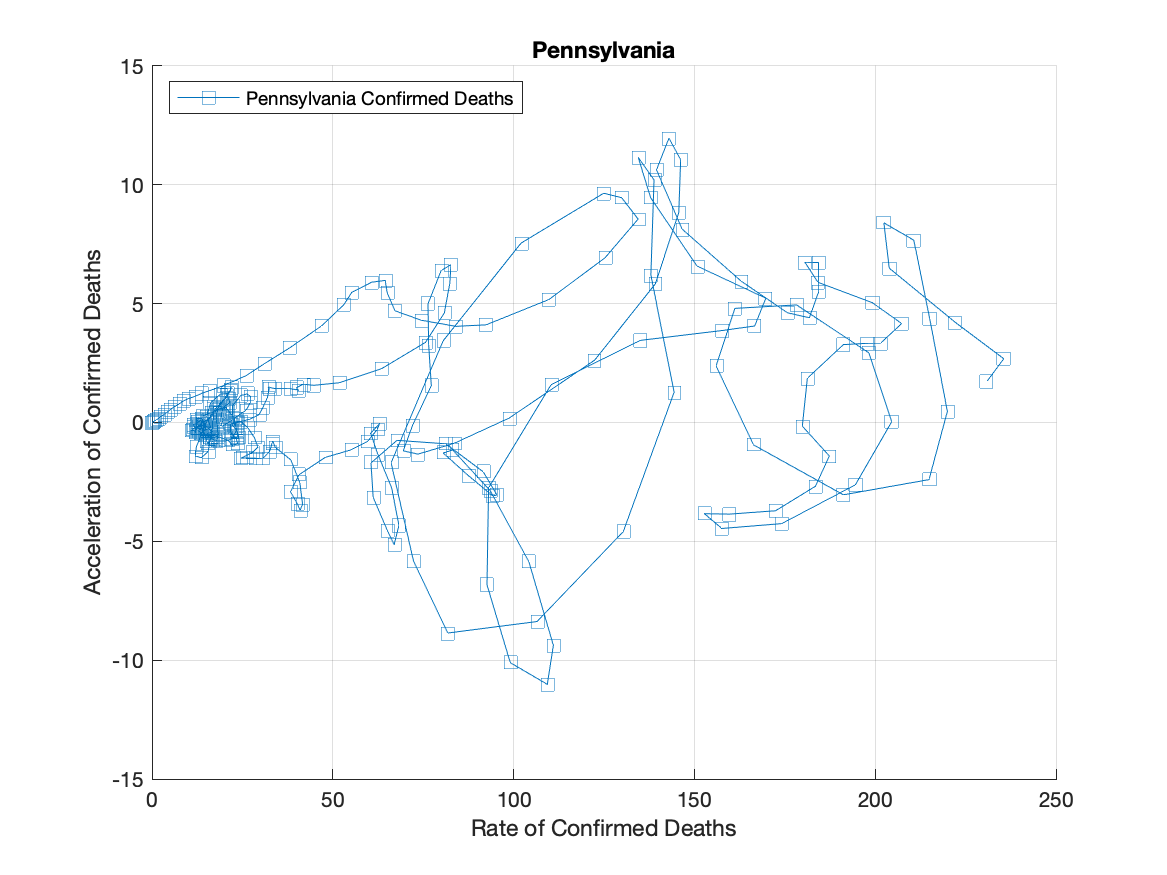 Pennsylvania
Pennsylvania Confirmed Deaths
15
10
5
0
-5
-10
-15
Acceleration of Confirmed Deaths
0 50 100 150 200 250
Rate of Confirmed Deaths